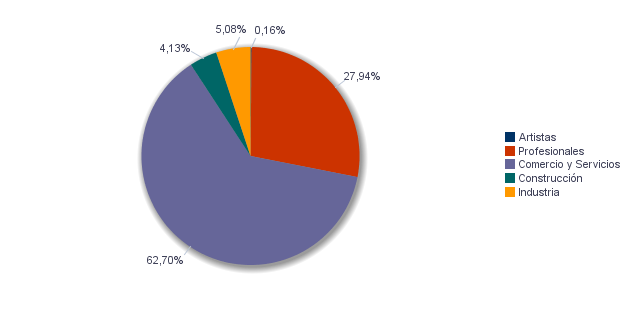 5,08%
0,16%
4,13%
27,94%
62,70%
Artistas
Profesionales
Comercio y Servicios
Construcción
Industria